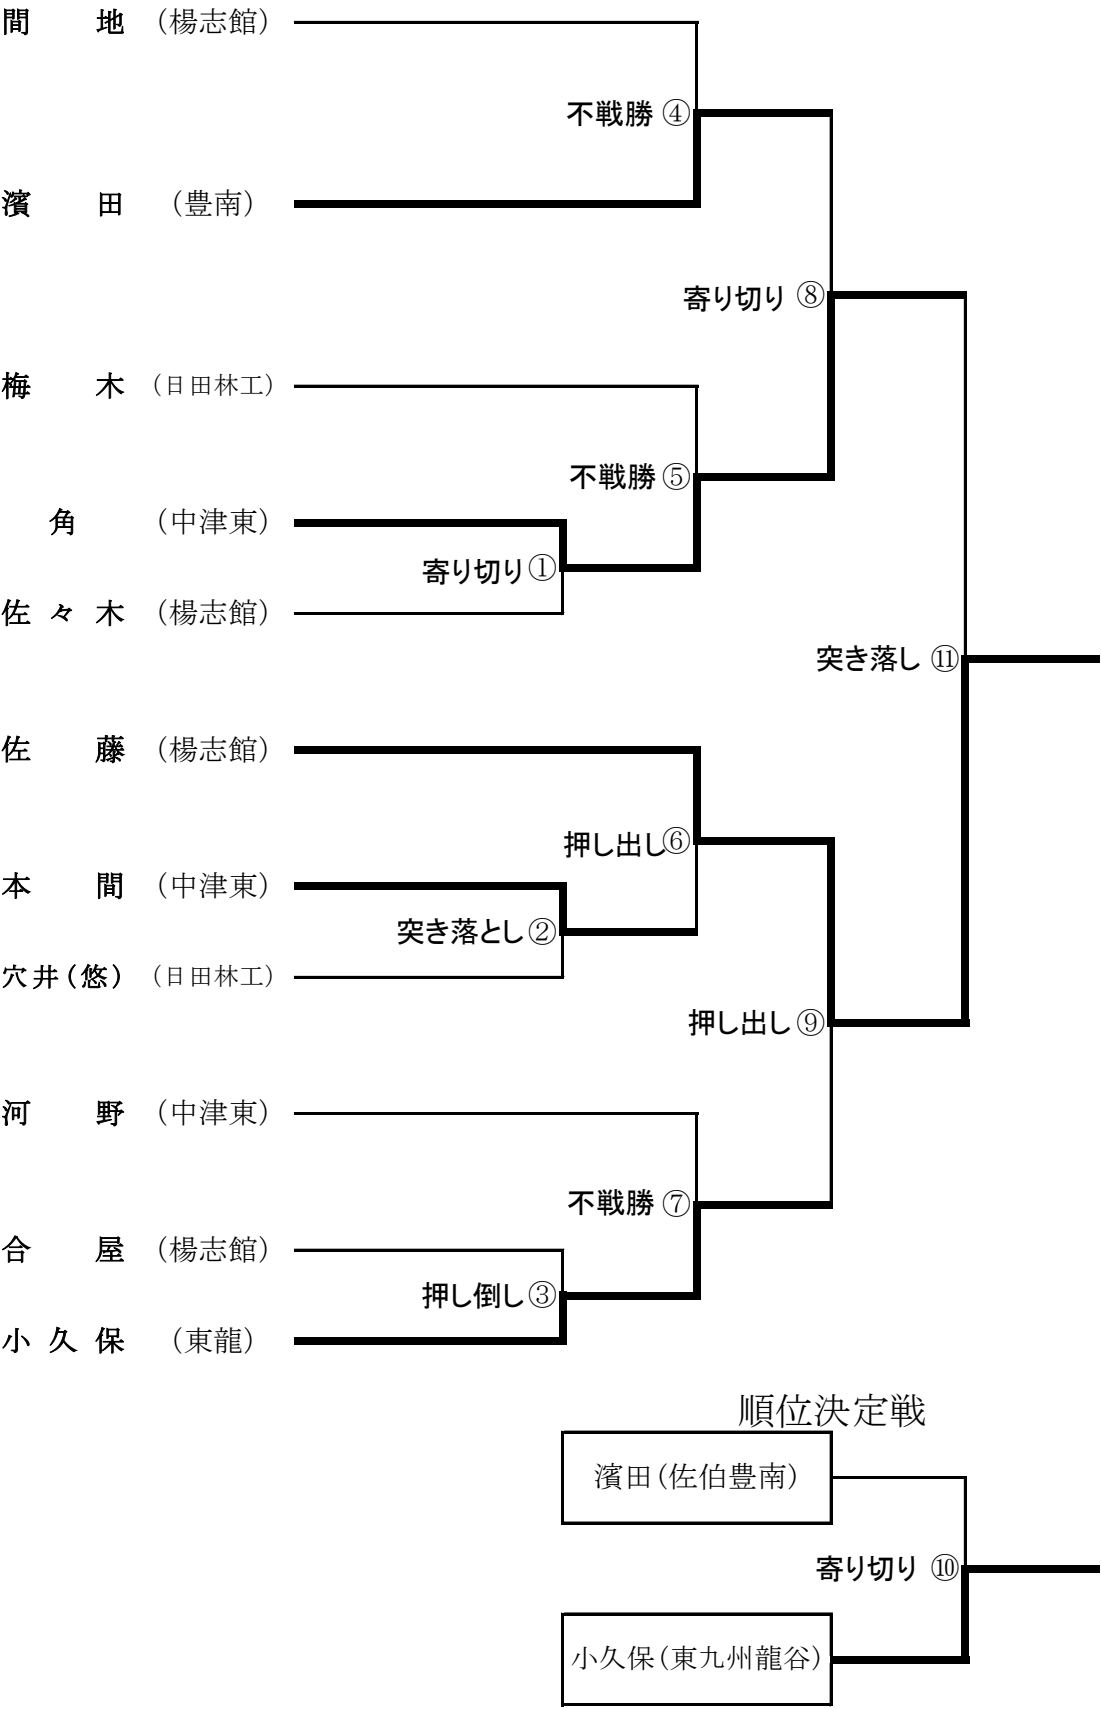 間地（楊志館）
不戦勝 ④
濱田（豊南）
寄り切り ⑧
梅木（日田林工）
不戦勝 ⑤
角（中津東）
寄り切り ①
佐々木（楊志館）
突き落し ⑪
佐藤（楊志館）
押し出し ⑥
本間（中津東）
突き落とし ②
穴井(悠)（日田林工）
押し出し ⑨
河野（中津東）
不戦勝 ⑦
合屋（楊志館）
押し倒し ③
小久保（東龍）
順位決定戦
濱田(佐伯豊南)
寄り切り ⑩
小久保(東九州龍谷)